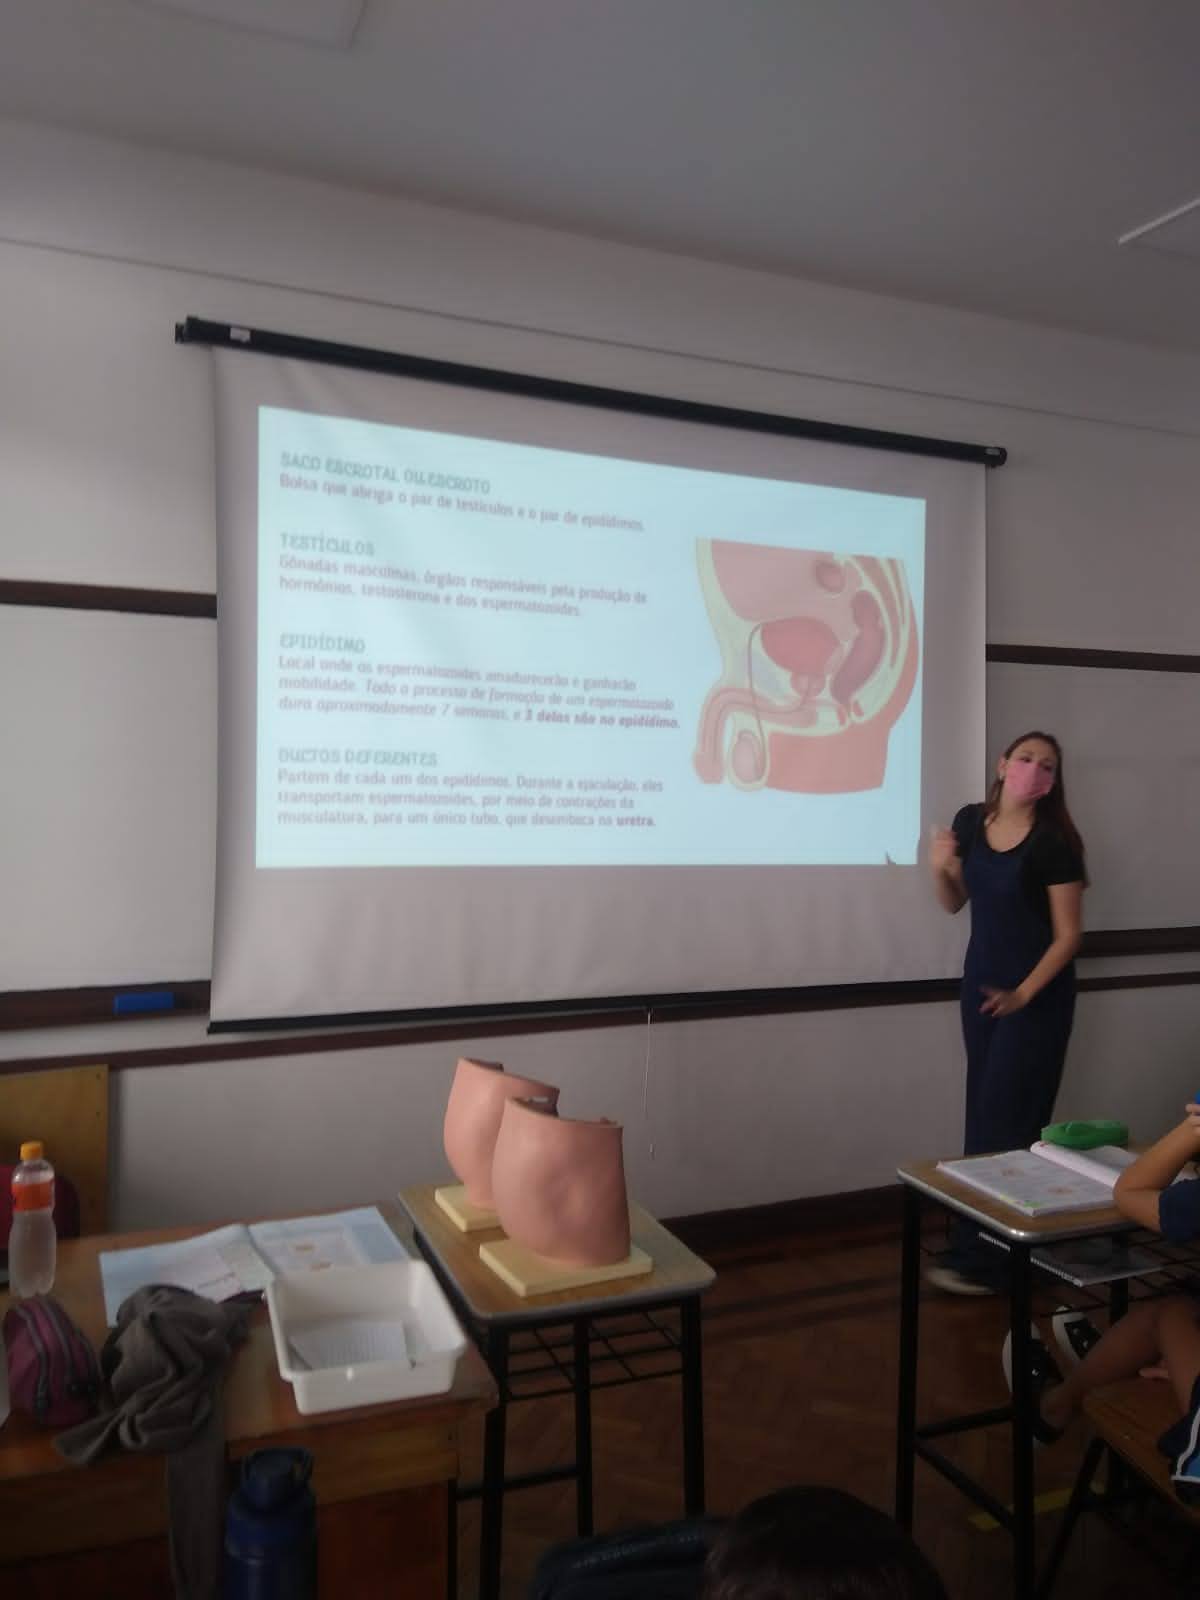 SACO ESCROTAL OU ESCROTO
Bolsa que abriga o par de testículos e o par de epidídimos.
TESTÍCULOS
Gônadas masculinas, órgãos responsáveis pela produção de
hormônios, testosterona e dos espermatozoides.
EPIDÍDIMO
Local onde os espermatozoides amadurecerão e ganharão
mobilidade. Todo o processo de formação de um espermatozoide
dura aproximadamente 7 semanas, e 3 delas são no epidídimo.
DUCTOS DEFERENTES
Partem de cada um dos epidídimos. Durante a ejaculação, eles
transportam espermatozoides, por meio de contrações da
musculatura, para um único tubo, que desemboca na uretra.